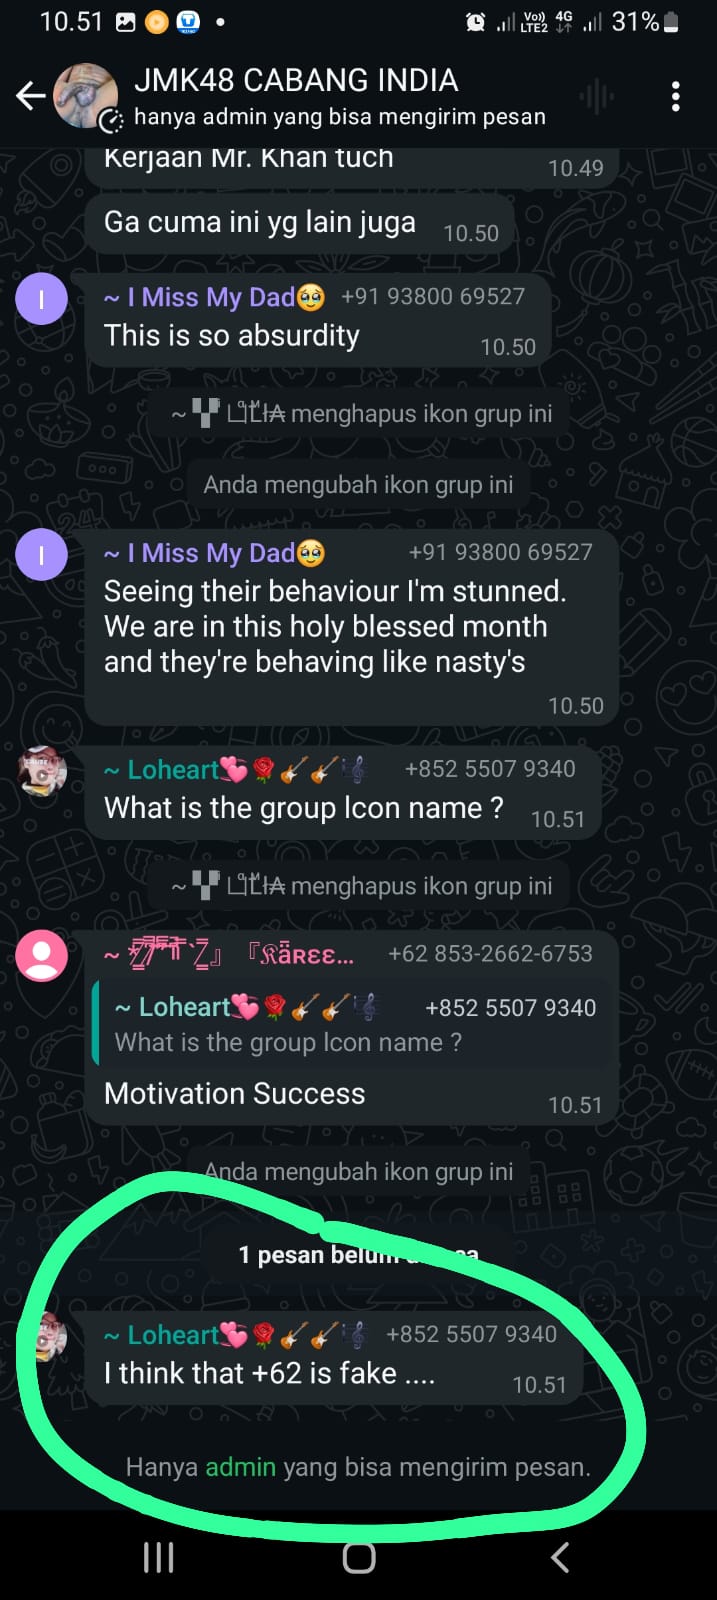 10.51
Vo)) 4G
LTE2
31%
JMK48 CABANG INDIA
hanya admin yang bisa mengirim pesan
Kerjaan Mr. Khan tuch
10.49
Ga cuma ini yg lain juga
10.50
I
~ I Miss My Dad🥹 +91 93800 69527
This is so absurdity
10.50
menghapus ikon grup ini
Anda mengubah ikon grup ini
I
~ I Miss My Dad🥹 +91 93800 69527
Seeing their behaviour I'm stunned.
We are in this holy blessed month
and they're behaving like nasty's
10.50
~ Loheart💞🌹🎸🎸🎼 +852 5507 9340
What is the group Icon name ?
10.51
menghapus ikon grup ini
+62 853-2662-6753
~ Loheart💞🌹🎸🎸🎼 +852 5507 9340
What is the group Icon name ?
Motivation Success
10.51
Anda mengubah ikon grup ini
1 pesan
~ Loheart💞🌹🎸🎸🎼 +852 5507 9340
I think that +62 is fake ....
10.51
Hanya admin yang bisa mengirim pesan.